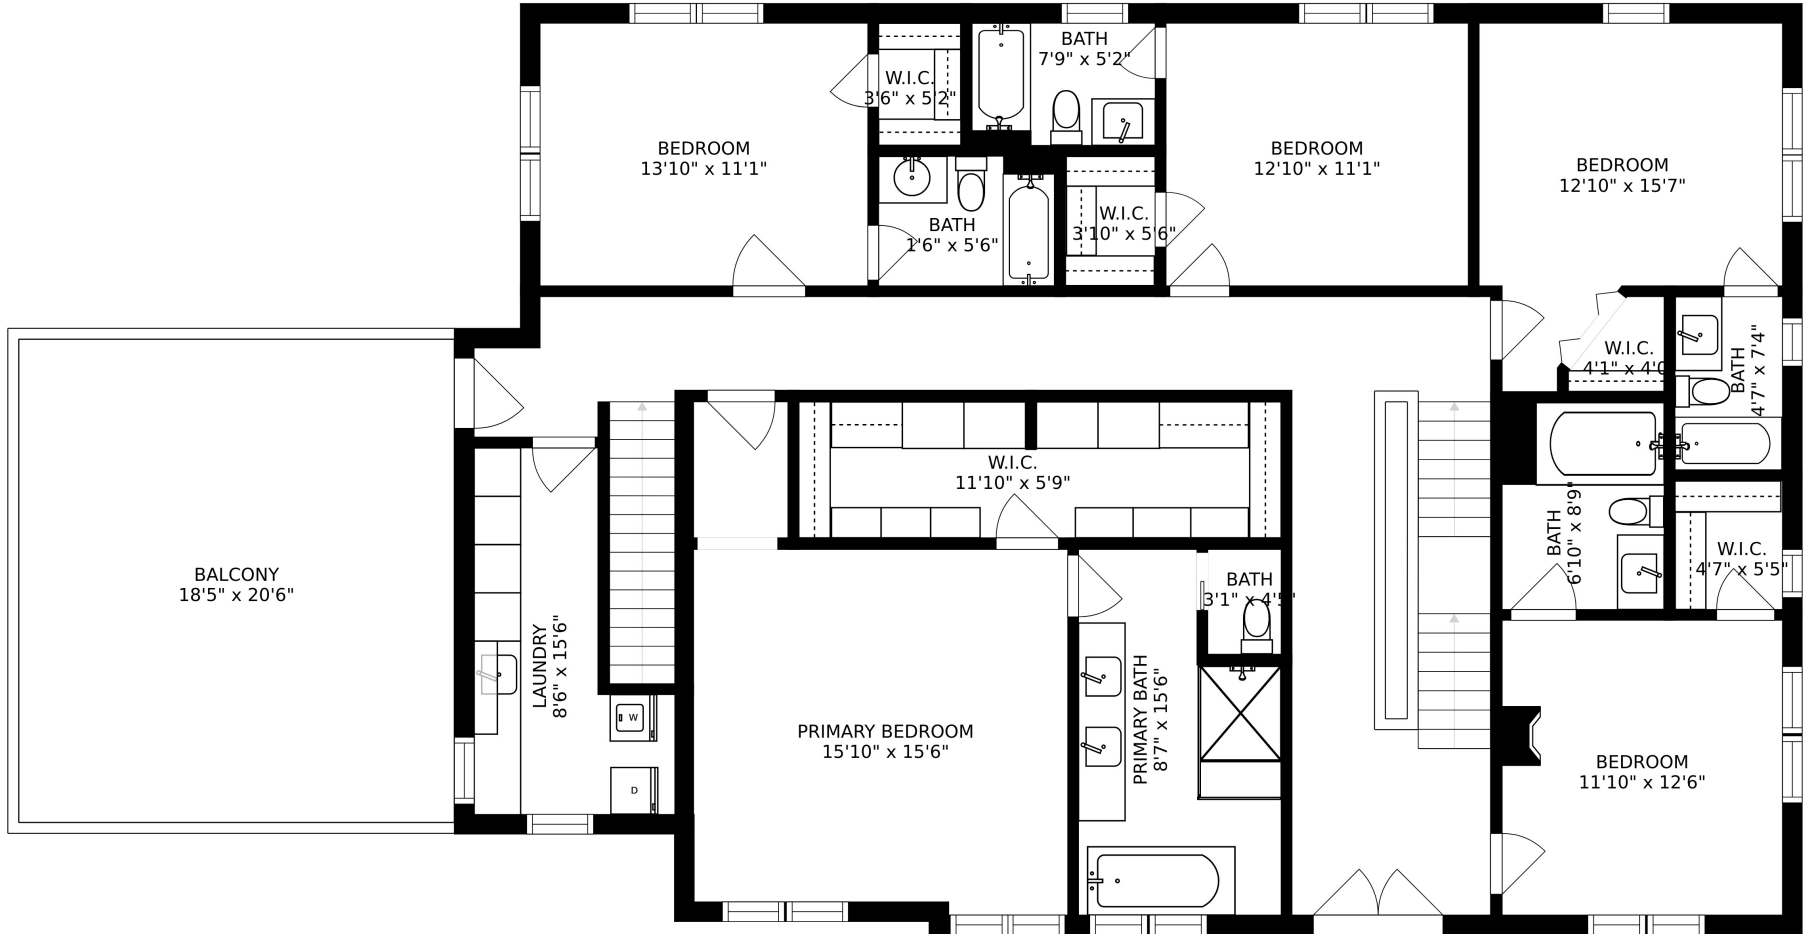 BATH
7'9" x 5'2"
W.I.C.
3'6" x 5'2"
BEDROOM
13'10" x 11'1"
BEDROOM
12'10" x 11'1"
BEDROOM
12'10" x 15'7"
BATH
1'6" x 5'6"
W.I.C.
3'10" x 5'6"
W.I.C.
4'1" x 4'0
BATH
4'7" x 7'4"
W.I.C.
11'10" x 5'9"
BATH
6'10" x 8'9"
W.I.C.
4'7" x 5'5"
BALCONY
18'5" x 20'6"
BATH
3'1" x 4'5"
LAUNDRY
8'6" x 15'6"
W
D
PRIMARY BEDROOM
15'10" x 15'6"
PRIMARY BATH
8'7" x 15'6"
BEDROOM
11'10" x 12'6"